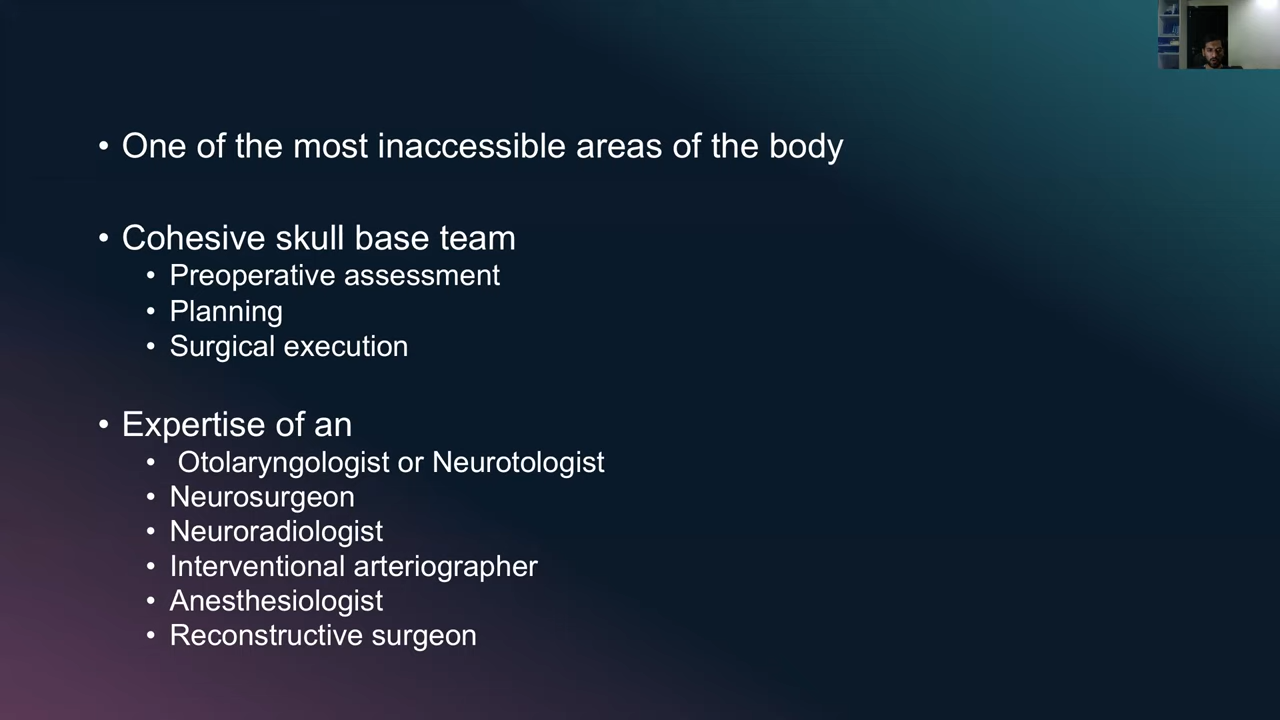 • One of the most inaccessible areas of the body
• Cohesive skull base team
• Preoperative assessment
• Planning
• Surgical execution
• Expertise of an
• Otolaryngologist or Neurotologist
• Neurosurgeon
• Neuroradiologist
• Interventional arteriographer
• Anesthesiologist
• Reconstructive surgeon